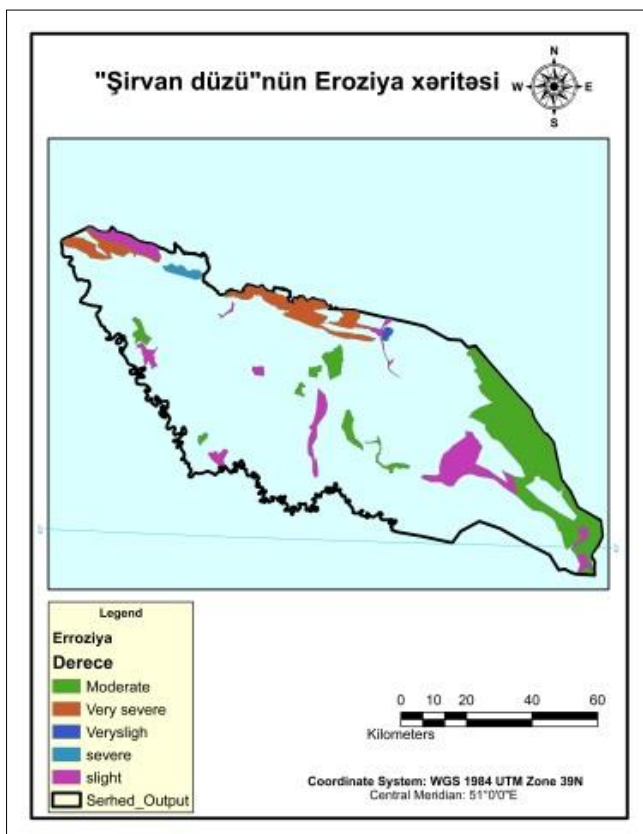 "Şirvan düzü"nün Eroziya xəritəsi
N
W E
S
Legend
Erroziya
Derece
Moderate
Very severe
Verysligh
severe
slight
Serhed_Output
0 10 20 40 60
Kilometers
Coordinate System: WGS 1984 UTM Zone 39N
Central Meridian: 51°0'0"E